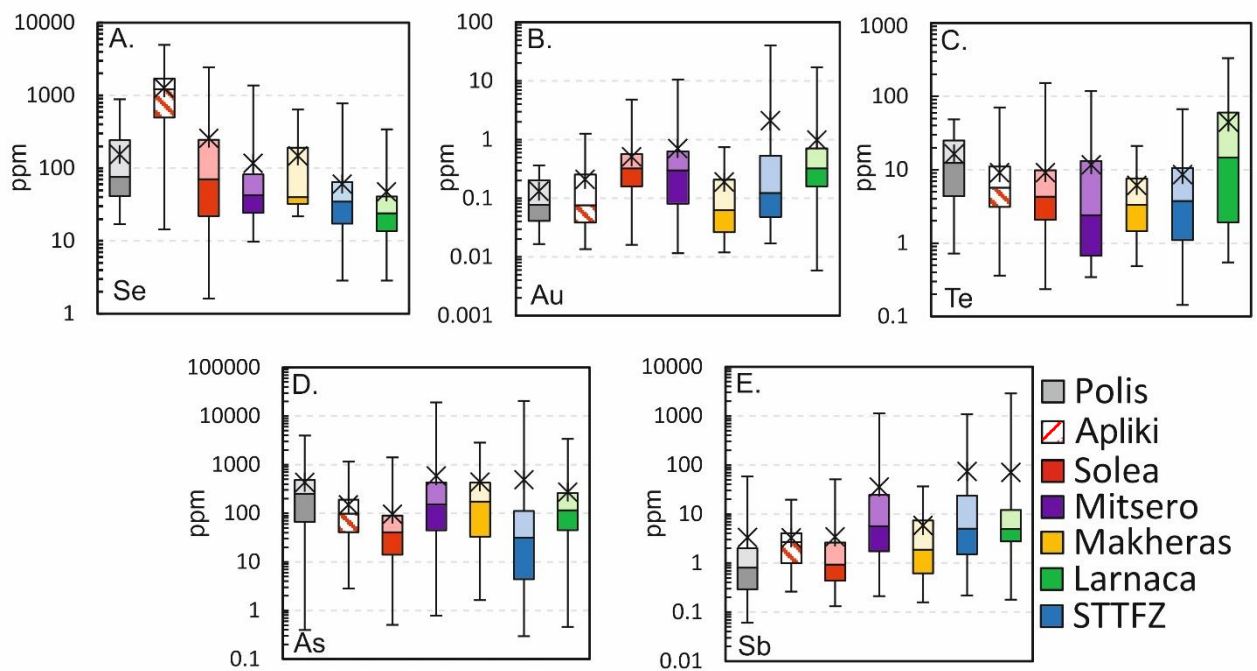 A.
10000
1000
100
10
1
ppm
Se
B.
100
10
1
0.1
0.01
0.001
ppm
Au
C.
1000
100
10
1
0.1
ppm
Te
D.
100000
10000
1000
100
10
1
0.1
ppm
As
E.
10000
1000
100
10
1
0.1
0.01
ppm
Sb
Polis
Apliki
Solea
Mitsero
Makheras
Larnaca
STTFZ